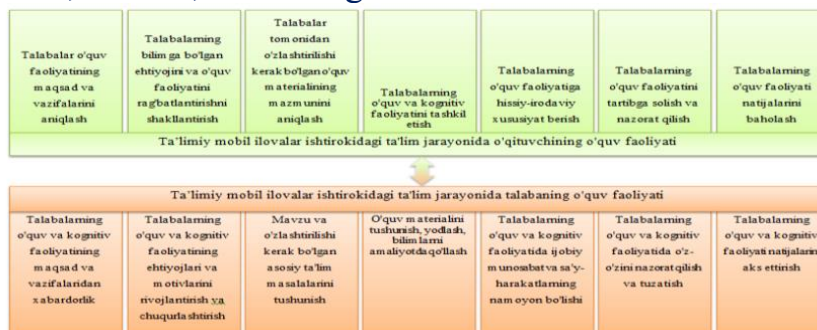 Talabalar o'quv
faoliyatining
maqsad va
vazifalarini
aniqlash
Talabalarning
bilimga bo'lgan
ehtiyojini va o'quv
faoliyatini
rag'batlantirishni
shakllantirish
Talabalar
tomonidan
o'zlashtirilishi
kerak bo'lgan o'quv
materialining
mazmunini
aniqlash
Talabalarning
o'quv va kognitiv
faoliyatini tashkil
etish
Talabalarning
o'quv faoliyatiga
hissiy-irodaviy
xususiyat berish
Talabalarning
o'quv faoliyatini
tartibga solish va
nazorat qilish
Talabalarning
o'quv faoliyati
natijalarini
baholash
Ta'limiy mobil ilovalar ishtirokidagi ta'lim jarayonida o'qituvchining o'quv faoliyati
Ta'limiy mobil ilovalar ishtirokidagi ta'lim jarayonida talabaning o'quv faoliyati
Talabalarning
o'quv va kognitiv
faoliyatining
maqsad va
vazifalaridan
xabardorlik
Talabalarning
o'quv va kognitiv
faoliyatining
ehtiyojlari va
motivlarini
rivojlantirish va
chuqurlashtirish
Mavzu va
o'zlashtirilishi
kerak bo'lgan
asosiy ta'lim
masalalarini
tushunish
O'quv materialini
tushunish, yodlash,
bilimlarni
amaliyotda qo'llash
Talabalarning
o'quv va kognitiv
faoliyatida ijobiy
munosabat va sa'y-
harakatlarning
namoyon bo'lishi
Talabalarning
o'quv va kognitiv
faoliyatida o'z-
o'zini nazorat qilish
va tuzatish
Talabalarning
o'quv va kognitiv
faoliyati natijalarini
aks ettirish